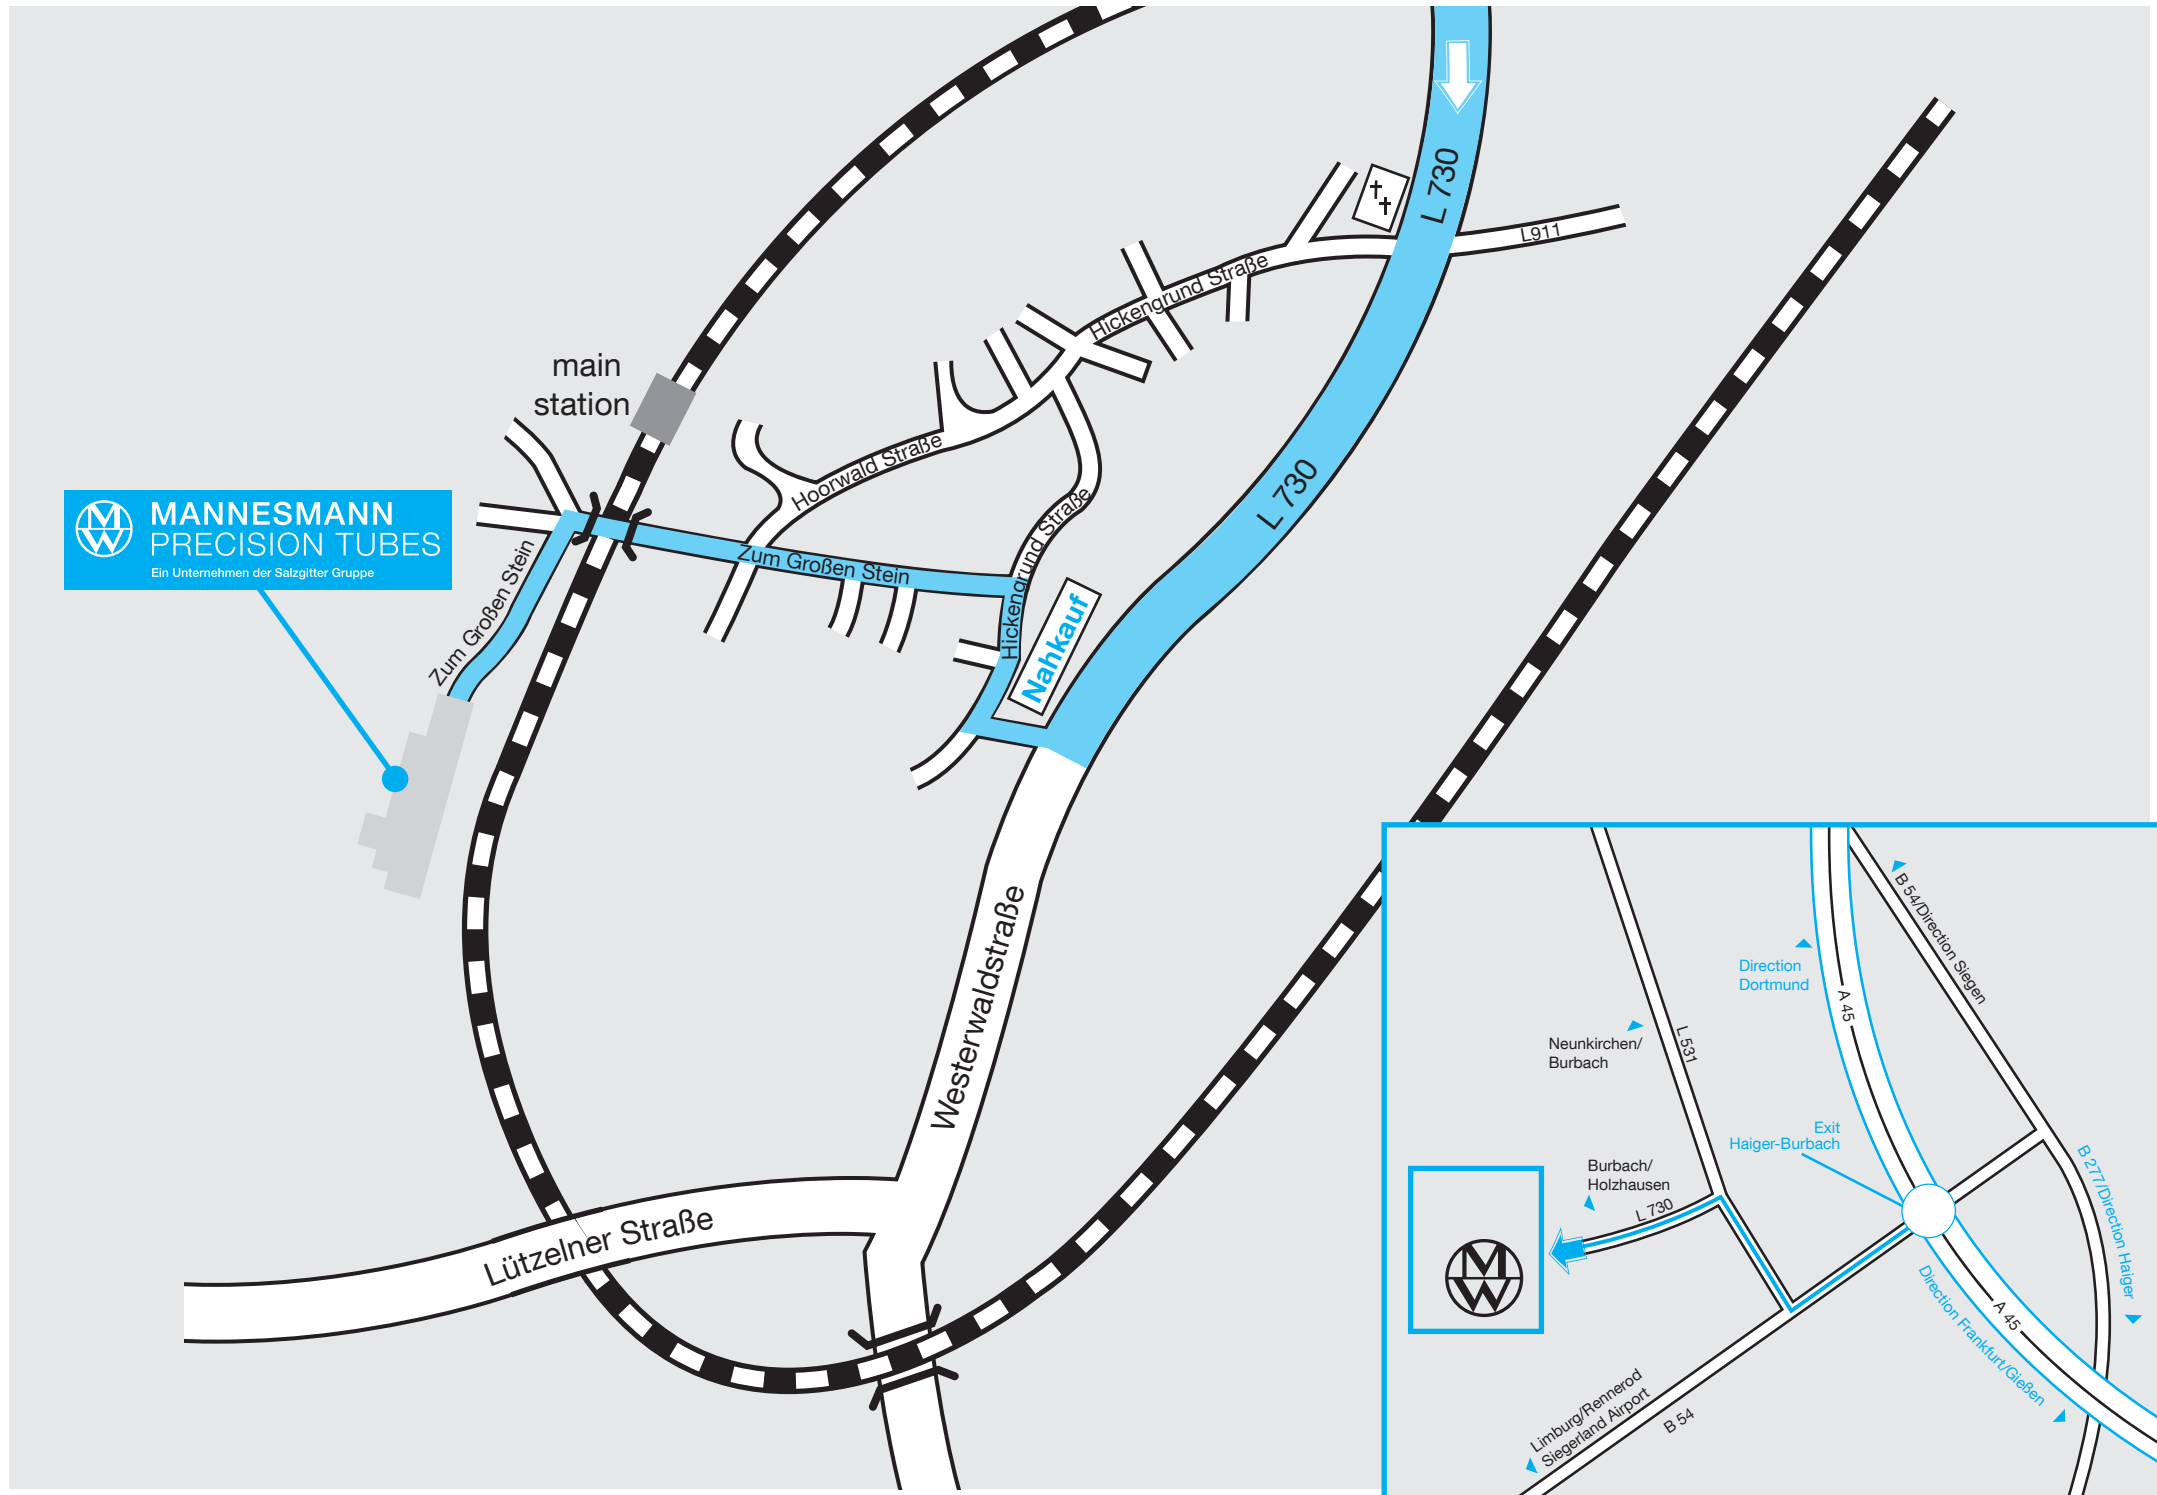 L 730
L911
Hickengrund Straße
main
station
Hoorwald Straße
L 730
MW
MANNESMANN
PRECISION TUBES
Ein Unternehmen der Salzgitter Gruppe
Zum Großen Stein
Zum Großen Stein
Hickengrund Straße
Nahkauf
Westerwaldstraße
Lützelner Straße
B 54/Direction Siegen
Direction
Dortmund
A 45
Neunkirchen/
Burbach
L 531
Exit
Haiger-Burbach
B 277/Direction Haiger
Burbach/
Holzhausen
L 730
MW
Direction Frankfurt/Gießen
A 45
Limburg/Rennerod
Siegerland Airport
B 54